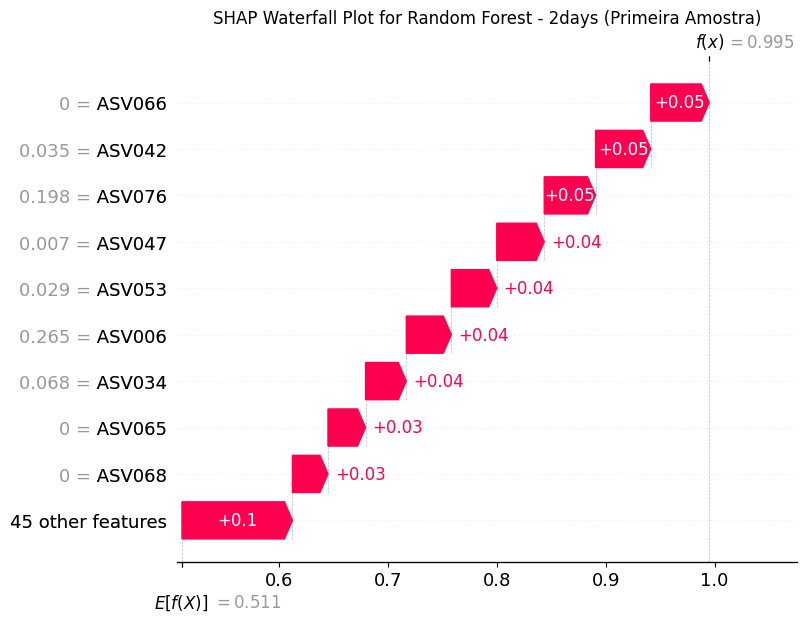 SHAP Waterfall Plot for Random Forest - 2days (Primeira Amostra)
f(x) = 0.995
0 = ASV066 +0.05
0.035 = ASV042 +0.05
0.198 = ASV076 +0.05
0.007 = ASV047 +0.04
0.029 = ASV053 +0.04
0.265 = ASV006 +0.04
0.068 = ASV034 +0.04
0 = ASV065 +0.03
0 = ASV068 +0.03
45 other features +0.1
0.6 0.7 0.8 0.9 1.0
E[f(X)] = 0.511